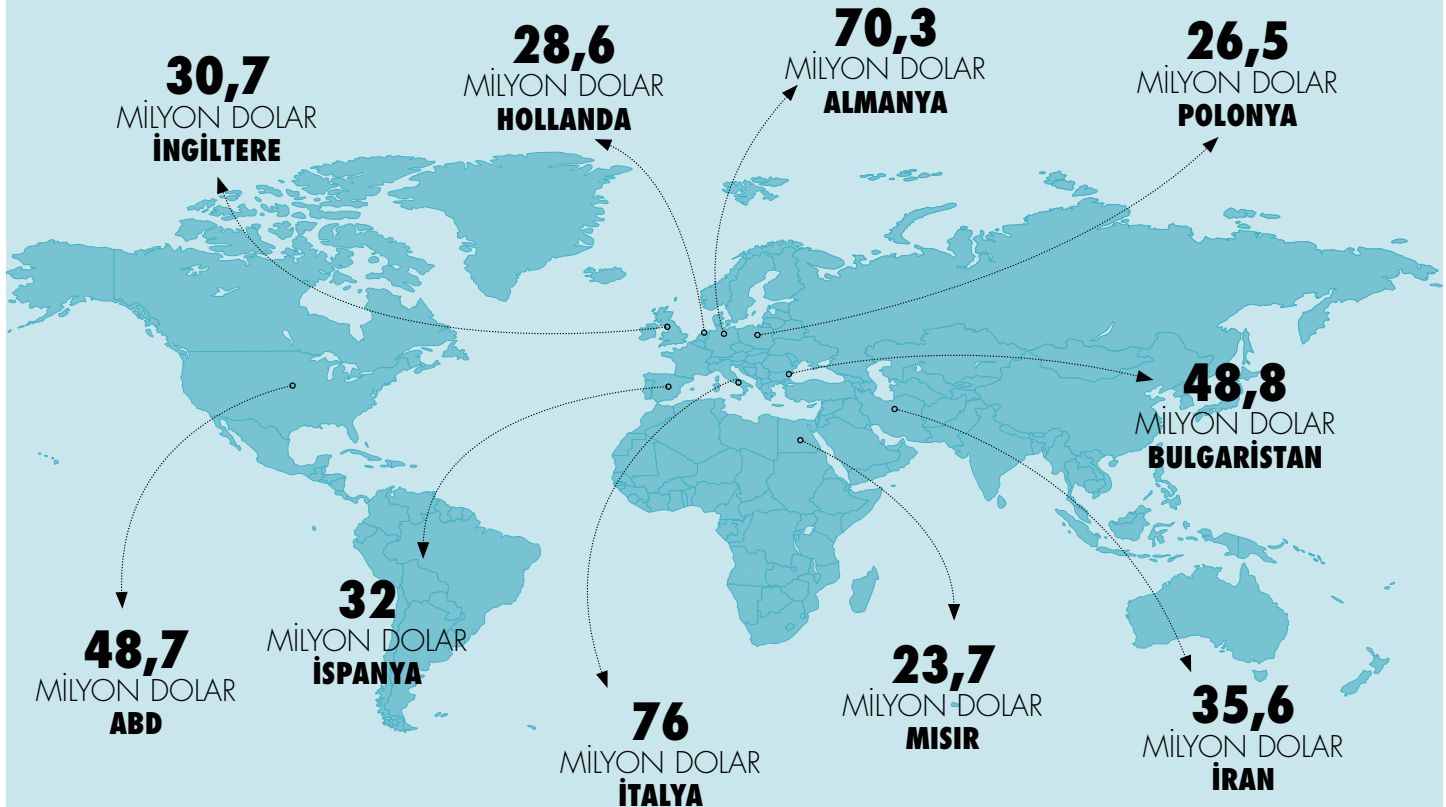 30,7
MİLYON DOLAR
İNGİLTERE
28,6
MİLYON DOLAR
HOLLANDA
70,3
MİLYON DOLAR
ALMANYA
26,5
MİLYON DOLAR
POLONYA
48,8
MİLYON DOLAR
BULGARİSTAN
48,7
MİLYON DOLAR
ABD
32
MİLYON DOLAR
İSPANYA
76
MİLYON DOLAR
İTALYA
23,7
MİLYON DOLAR
MISIR
35,6
MİLYON DOLAR
İRAN